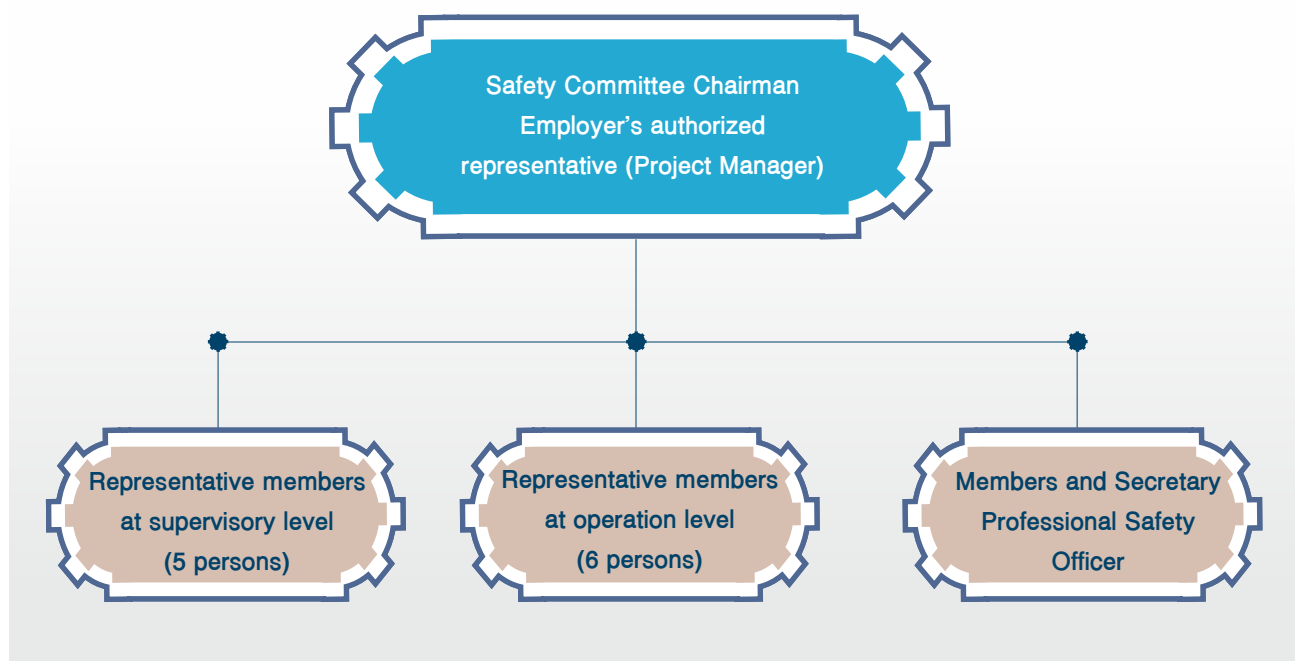 Safety Committee Chairman
Employer’s authorized
representative (Project Manager)
Representative members
at supervisory level
(5 persons)
Representative members
at operation level
(6 persons)
Members and Secretary
Professional Safety
Officer